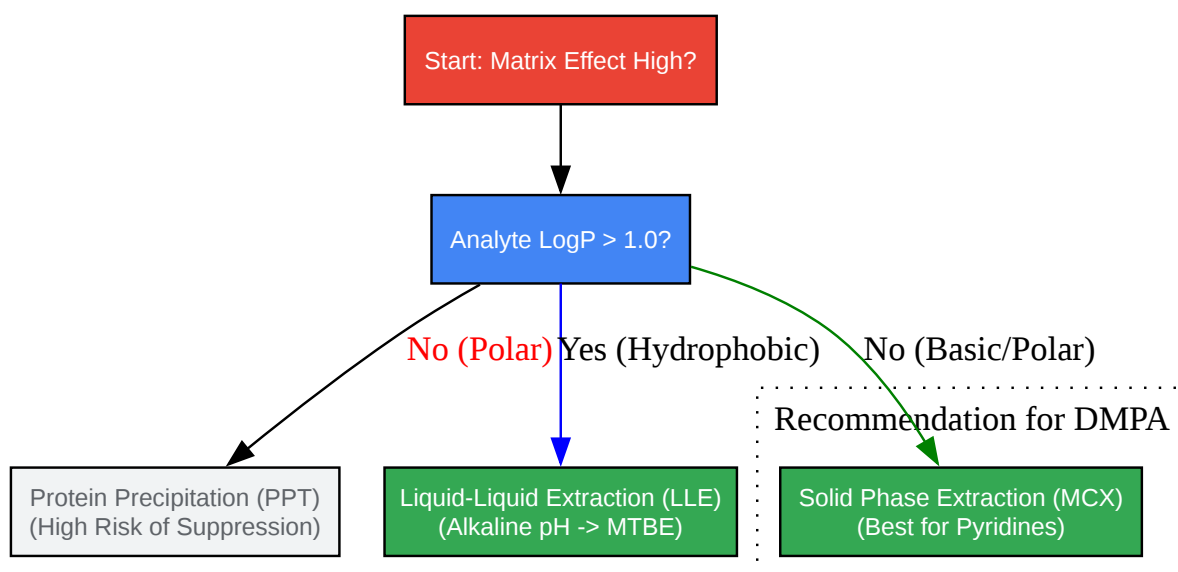 Start: Matrix Effect High?
Analyte LogP > 1.0?
No (Polar)
Yes (Hydrophobic)
No (Basic/Polar)
Recommendation for DMPA
Protein Precipitation (PPT)
(High Risk of Suppression)
Liquid-Liquid Extraction (LLE)
(Alkaline pH -> MTBE)
Solid Phase Extraction (MCX)
(Best for Pyridines)